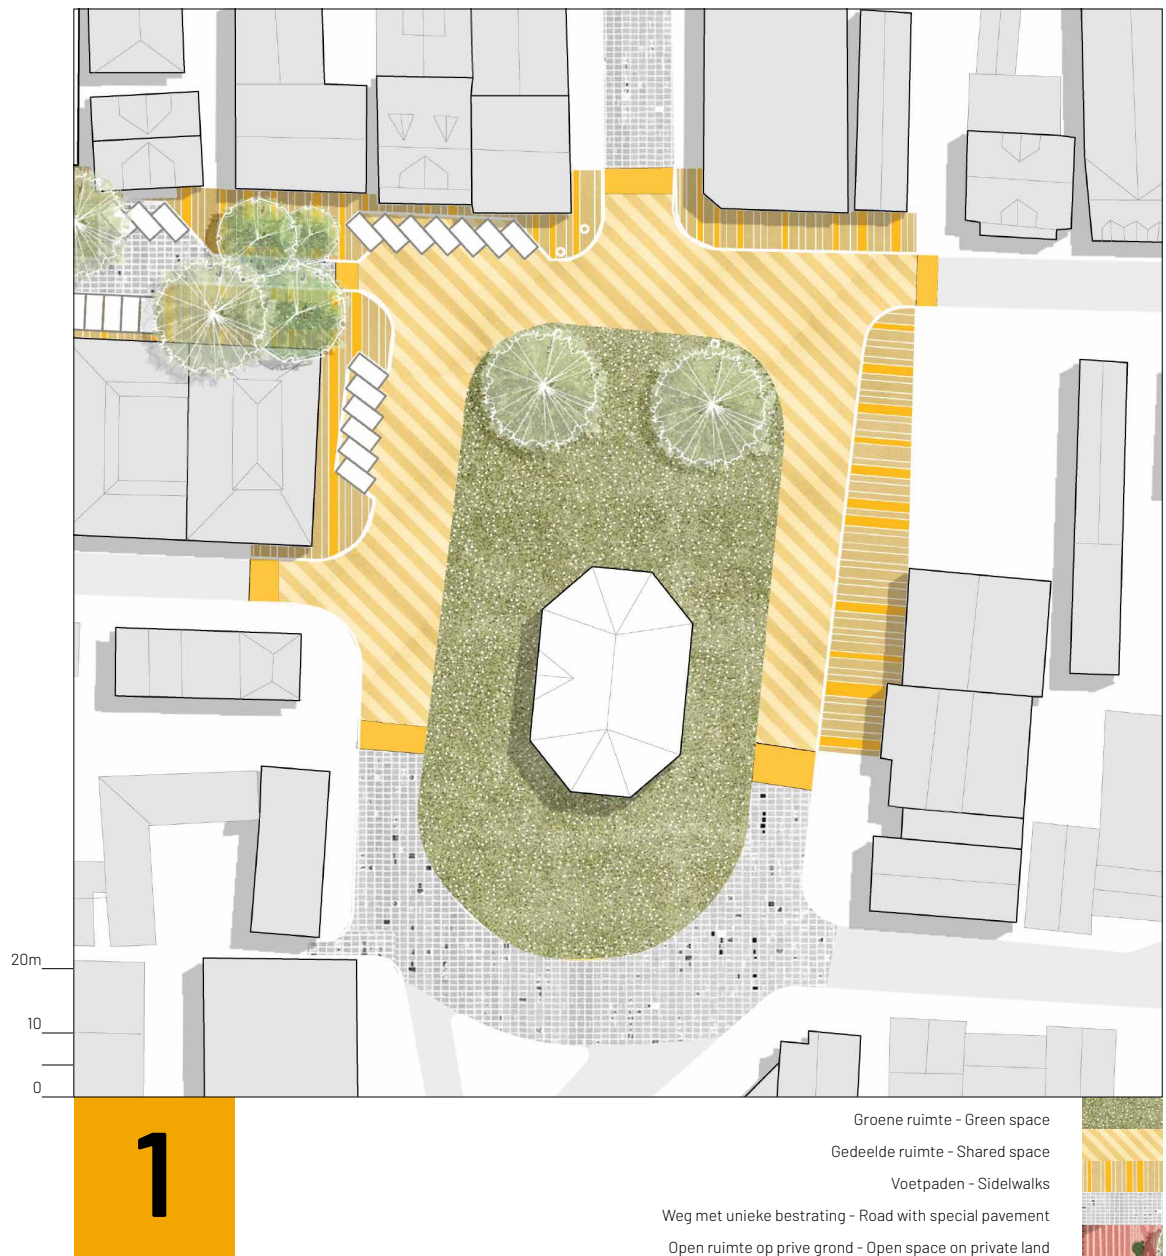 20m
10
0
1
Groene ruimte - Green space
Gedeelde ruimte - Shared space
Voetpaden - Sidelwalks
Weg met unieke bestrating - Road with special pavement
Open ruimte op prive grond - Open space on private land